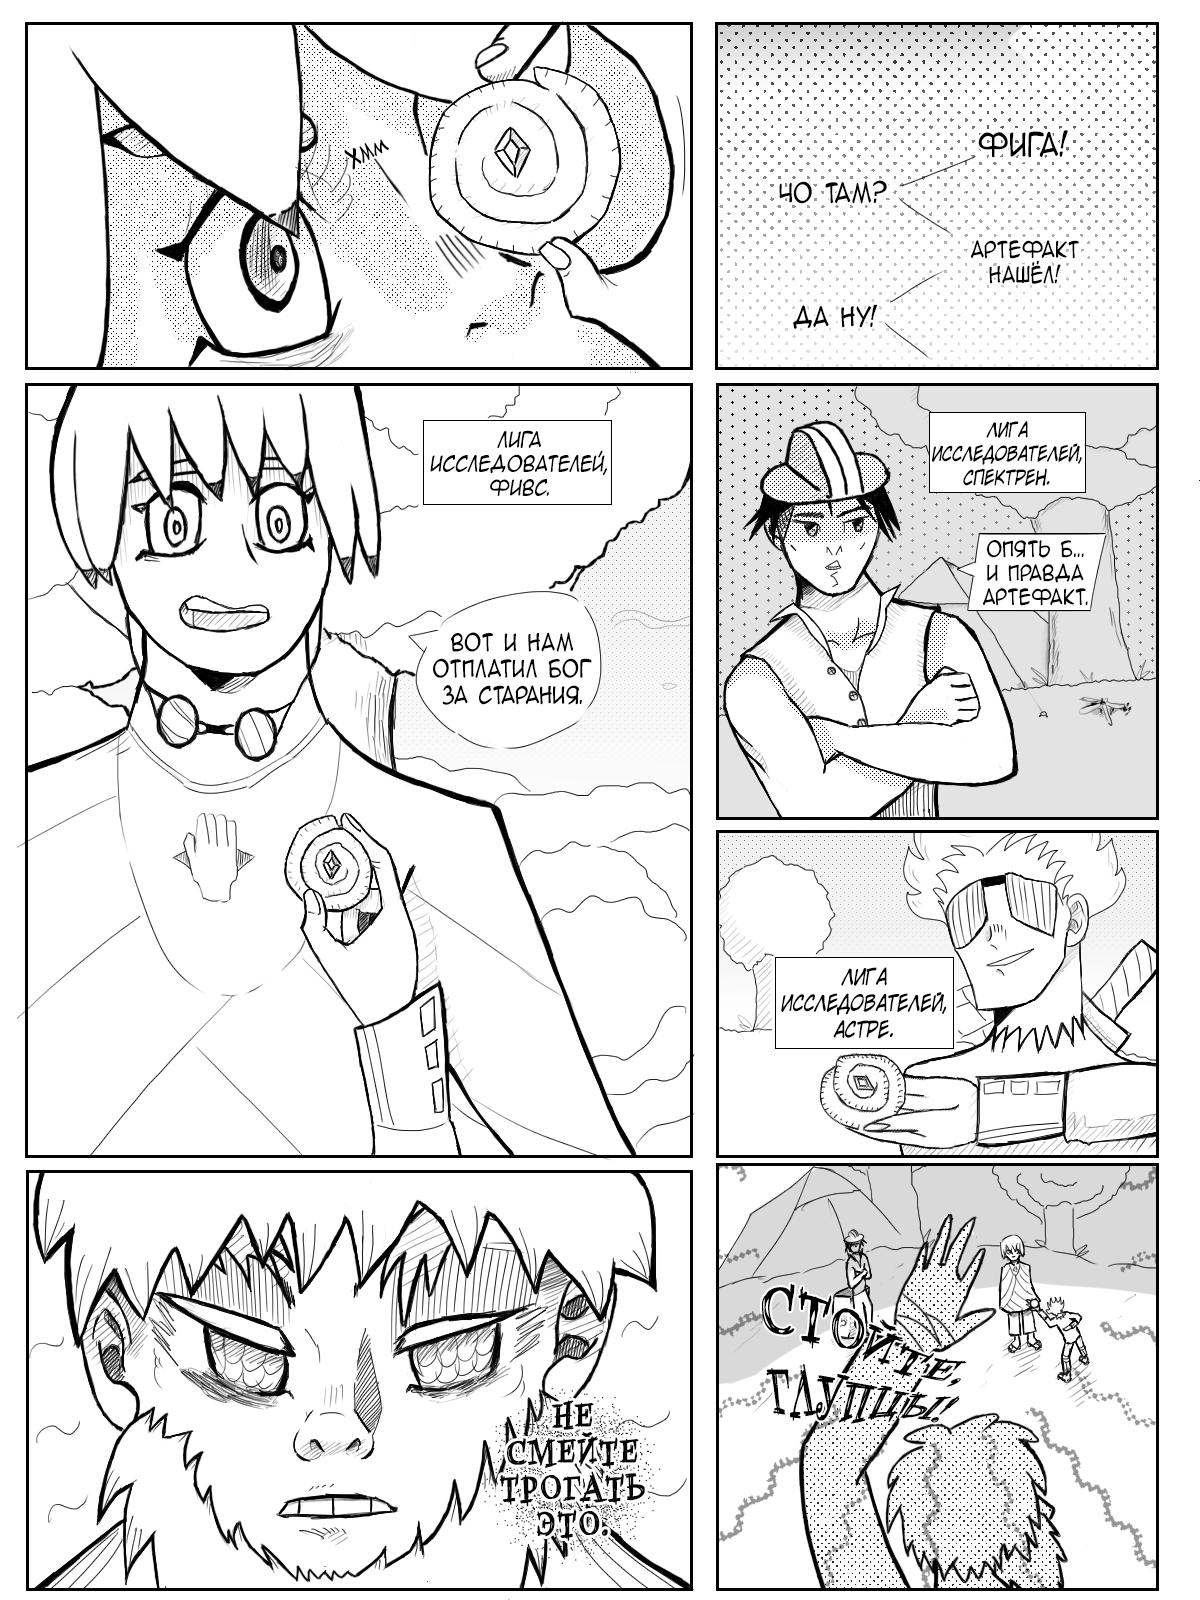 ХММ
ФИГА!
ЧО ТАМ?
АРТЕФАКТ
НАШЁЛ!
ДА НУ!
ЛИГА
ИССЛЕДОВАТЕЛЕЙ,
ФИВС.
ВОТ И НАМ
ОТПЛАТИЛ БОГ
ЗА СТАРАНИЯ.
ЛИГА
ИССЛЕДОВАТЕЛЕЙ,
СПЕКТРЕН.
ОПЯТЬ Б...
И ПРАВДА
АРТЕФАКТ.
ЛИГА
ИССЛЕДОВАТЕЛЕЙ,
АСТРЕ.
НЕ
СМЕЙТЕ
ТРОГАТЬ
ЭТО.
СТОЙТЕ,
ГЛУПЦЫ!